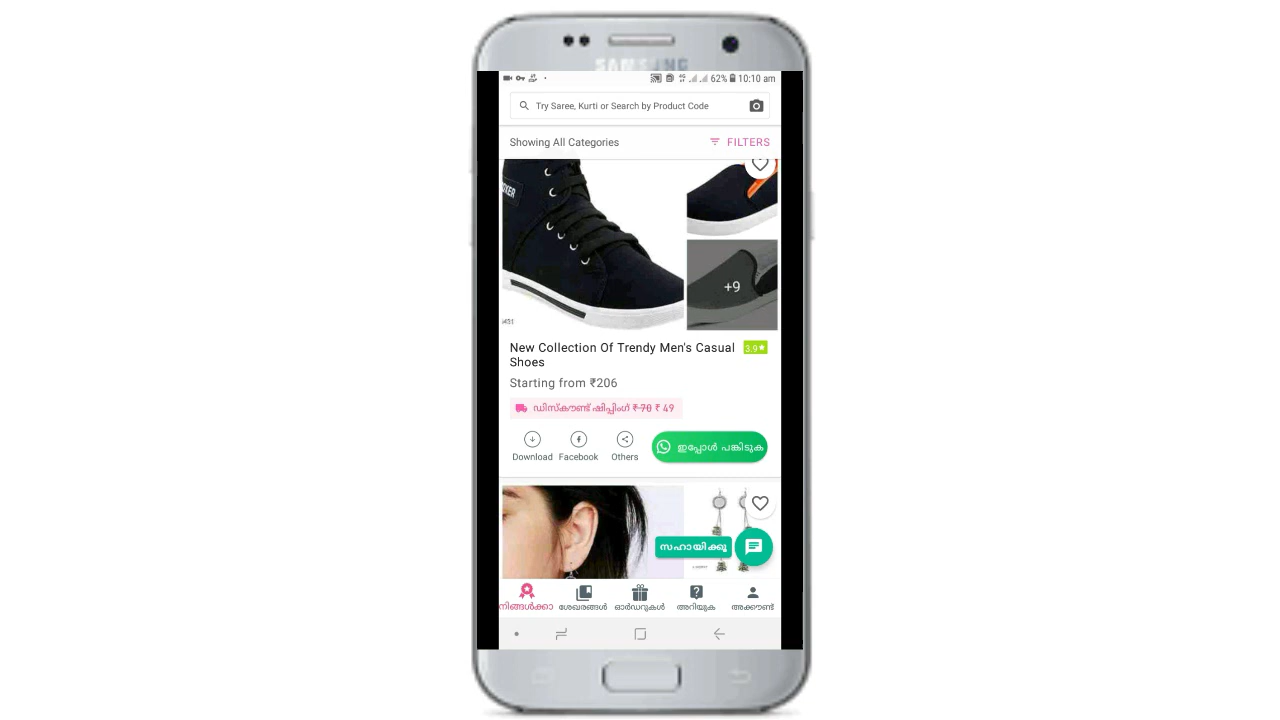 SAMSUNG
62% 10:10 am
Try Saree, Kurti or Search by Product Code
Showing All Categories
FILTERS
+9
New Collection Of Trendy Men's Casual
Shoes
3.9
Starting from ₹206
ഡിസ്കൗണ്ട് ഷിപ്പിംഗ് ₹ 70 ₹ 49
Download
Facebook
Others
ഇപ്പോൾ പങ്കിടുക
സഹായിക്കൂ
നിങ്ങൾക്കാ
ശേഖരങ്ങൾ
ഓർഡറുകൾ
അറിയുക
അക്കൗണ്ട്